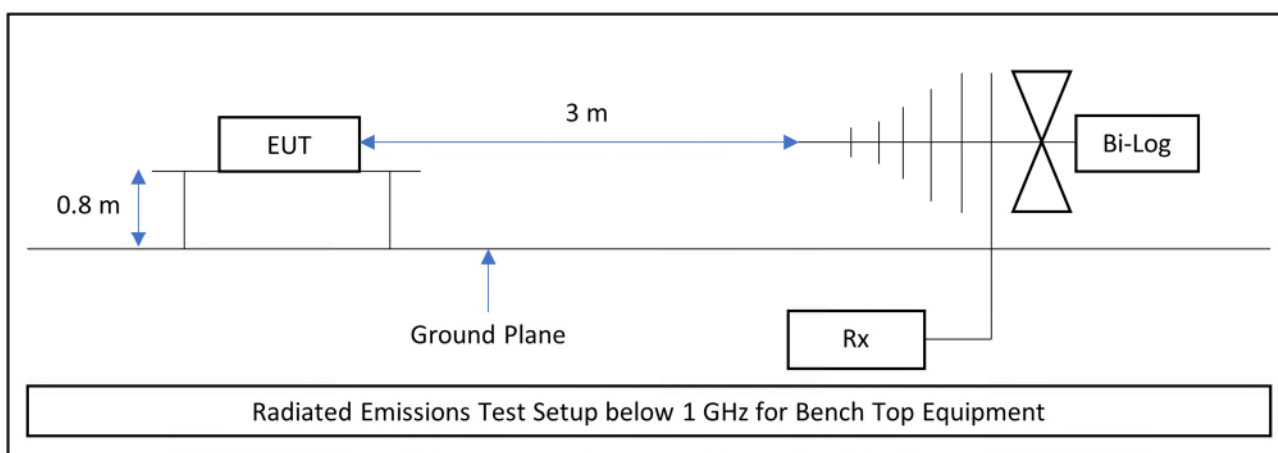 3 m
EUT
Bi-Log
0.8 m
Ground Plane
Rx
Radiated Emissions Test Setup below 1 GHz for Bench Top Equipment